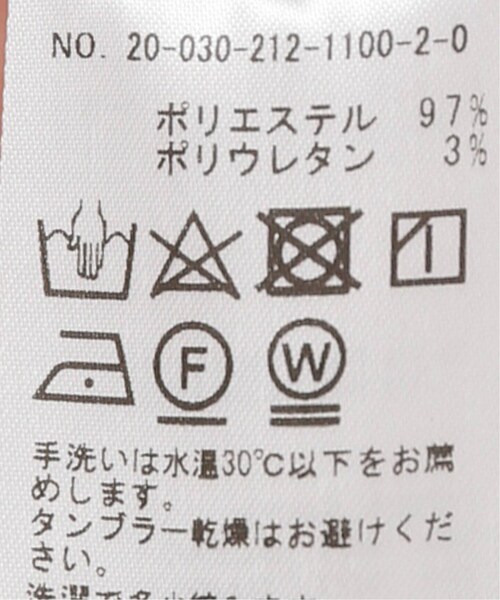 NO. 20-030-212-1100-2-0
ポリエステル 97%
ポリウレタン 3%
F W
手洗いは水温30℃以下をお薦
めします。
タンブラー乾燥はお避けくだ
さい。